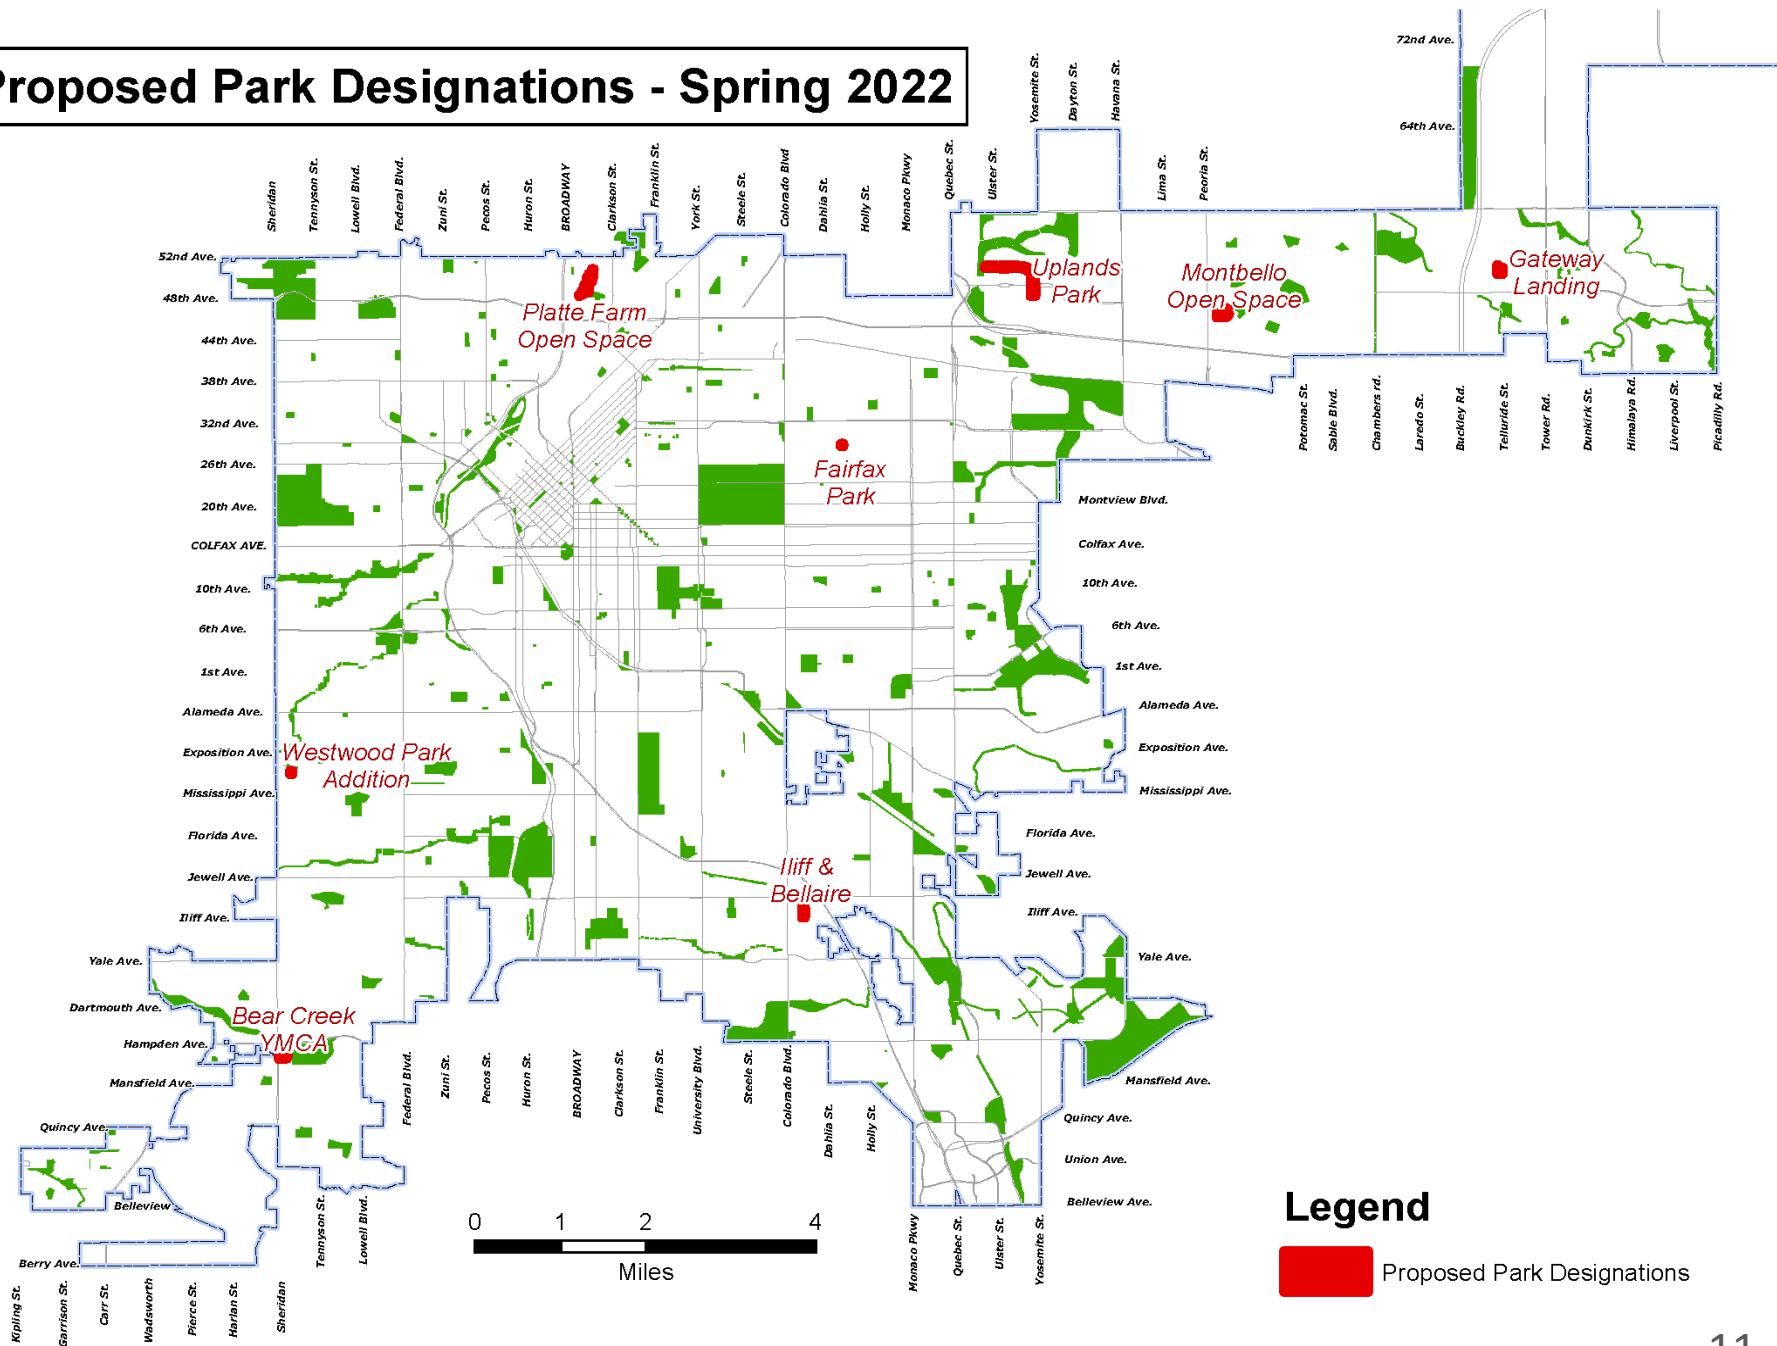 Proposed Park Designations - Spring 2022
72nd Ave.
64th Ave.
Yosemite St.
Dayton St.
Havana St.
Sheridan
Tennyson St.
Lowell Blvd.
Federal Blvd.
Zuni St.
Pecos St.
Huron St.
BROADWAY
Clarkson St.
Franklin St.
York St.
Steele St.
Colorado Blvd
Dahlia St.
Holly St.
Monaco Pkwy
Quebec St.
Ulster St.
Lima St.
Peoria St.
52nd Ave.
48th Ave.
44th Ave.
38th Ave.
32nd Ave.
26th Ave.
20th Ave.
COLFAX AVE.
10th Ave.
6th Ave.
1st Ave.
Alameda Ave.
Exposition Ave.
Mississippi Ave.
Florida Ave.
Jewell Ave.
Iliff Ave.
Yale Ave.
Dartmouth Ave.
Hampden Ave.
Mansfield Ave.
Quincy Ave.
Belleview
Berry Ave.
Platte Farm
Open Space
Uplands
Park
Montbello
Open Space
Gateway
Landing
Fairfax
Park
Westwood Park
Addition
Iliff &
Bellaire
Bear Creek
YMCA
Potomac St.
Sable Blvd.
Chambers rd.
Laredo St.
Buckley Rd.
Telluride St.
Tower Rd.
Dunkirk St.
Himalaya Rd.
Liverpool St.
Picadilly Rd.
Montview Blvd.
Colfax Ave.
10th Ave.
6th Ave.
1st Ave.
Alameda Ave.
Exposition Ave.
Mississippi Ave.
Florida Ave.
Jewell Ave.
Iliff Ave.
Yale Ave.
Mansfield Ave.
Quincy Ave.
Union Ave.
Belleview Ave.
Federal Blvd.
Zuni St.
Pecos St.
Huron St.
BROADWAY
Clarkson St.
Franklin St.
University Blvd.
Steele St.
Colorado Blvd.
Dahlia St.
Holly St.
Tennyson St.
Lowell Blvd.
Monaco Pkwy
Quebec St.
Ulster St.
Yosemite St.
Kipling St.
Garrison St.
Carr St.
Wadsworth
Pierce St.
Harlan St.
Sheridan
0 1 2 4
Miles
Legend
Proposed Park Designations
11